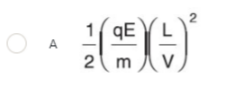 A 1/2 (qE/m)(L/V)²